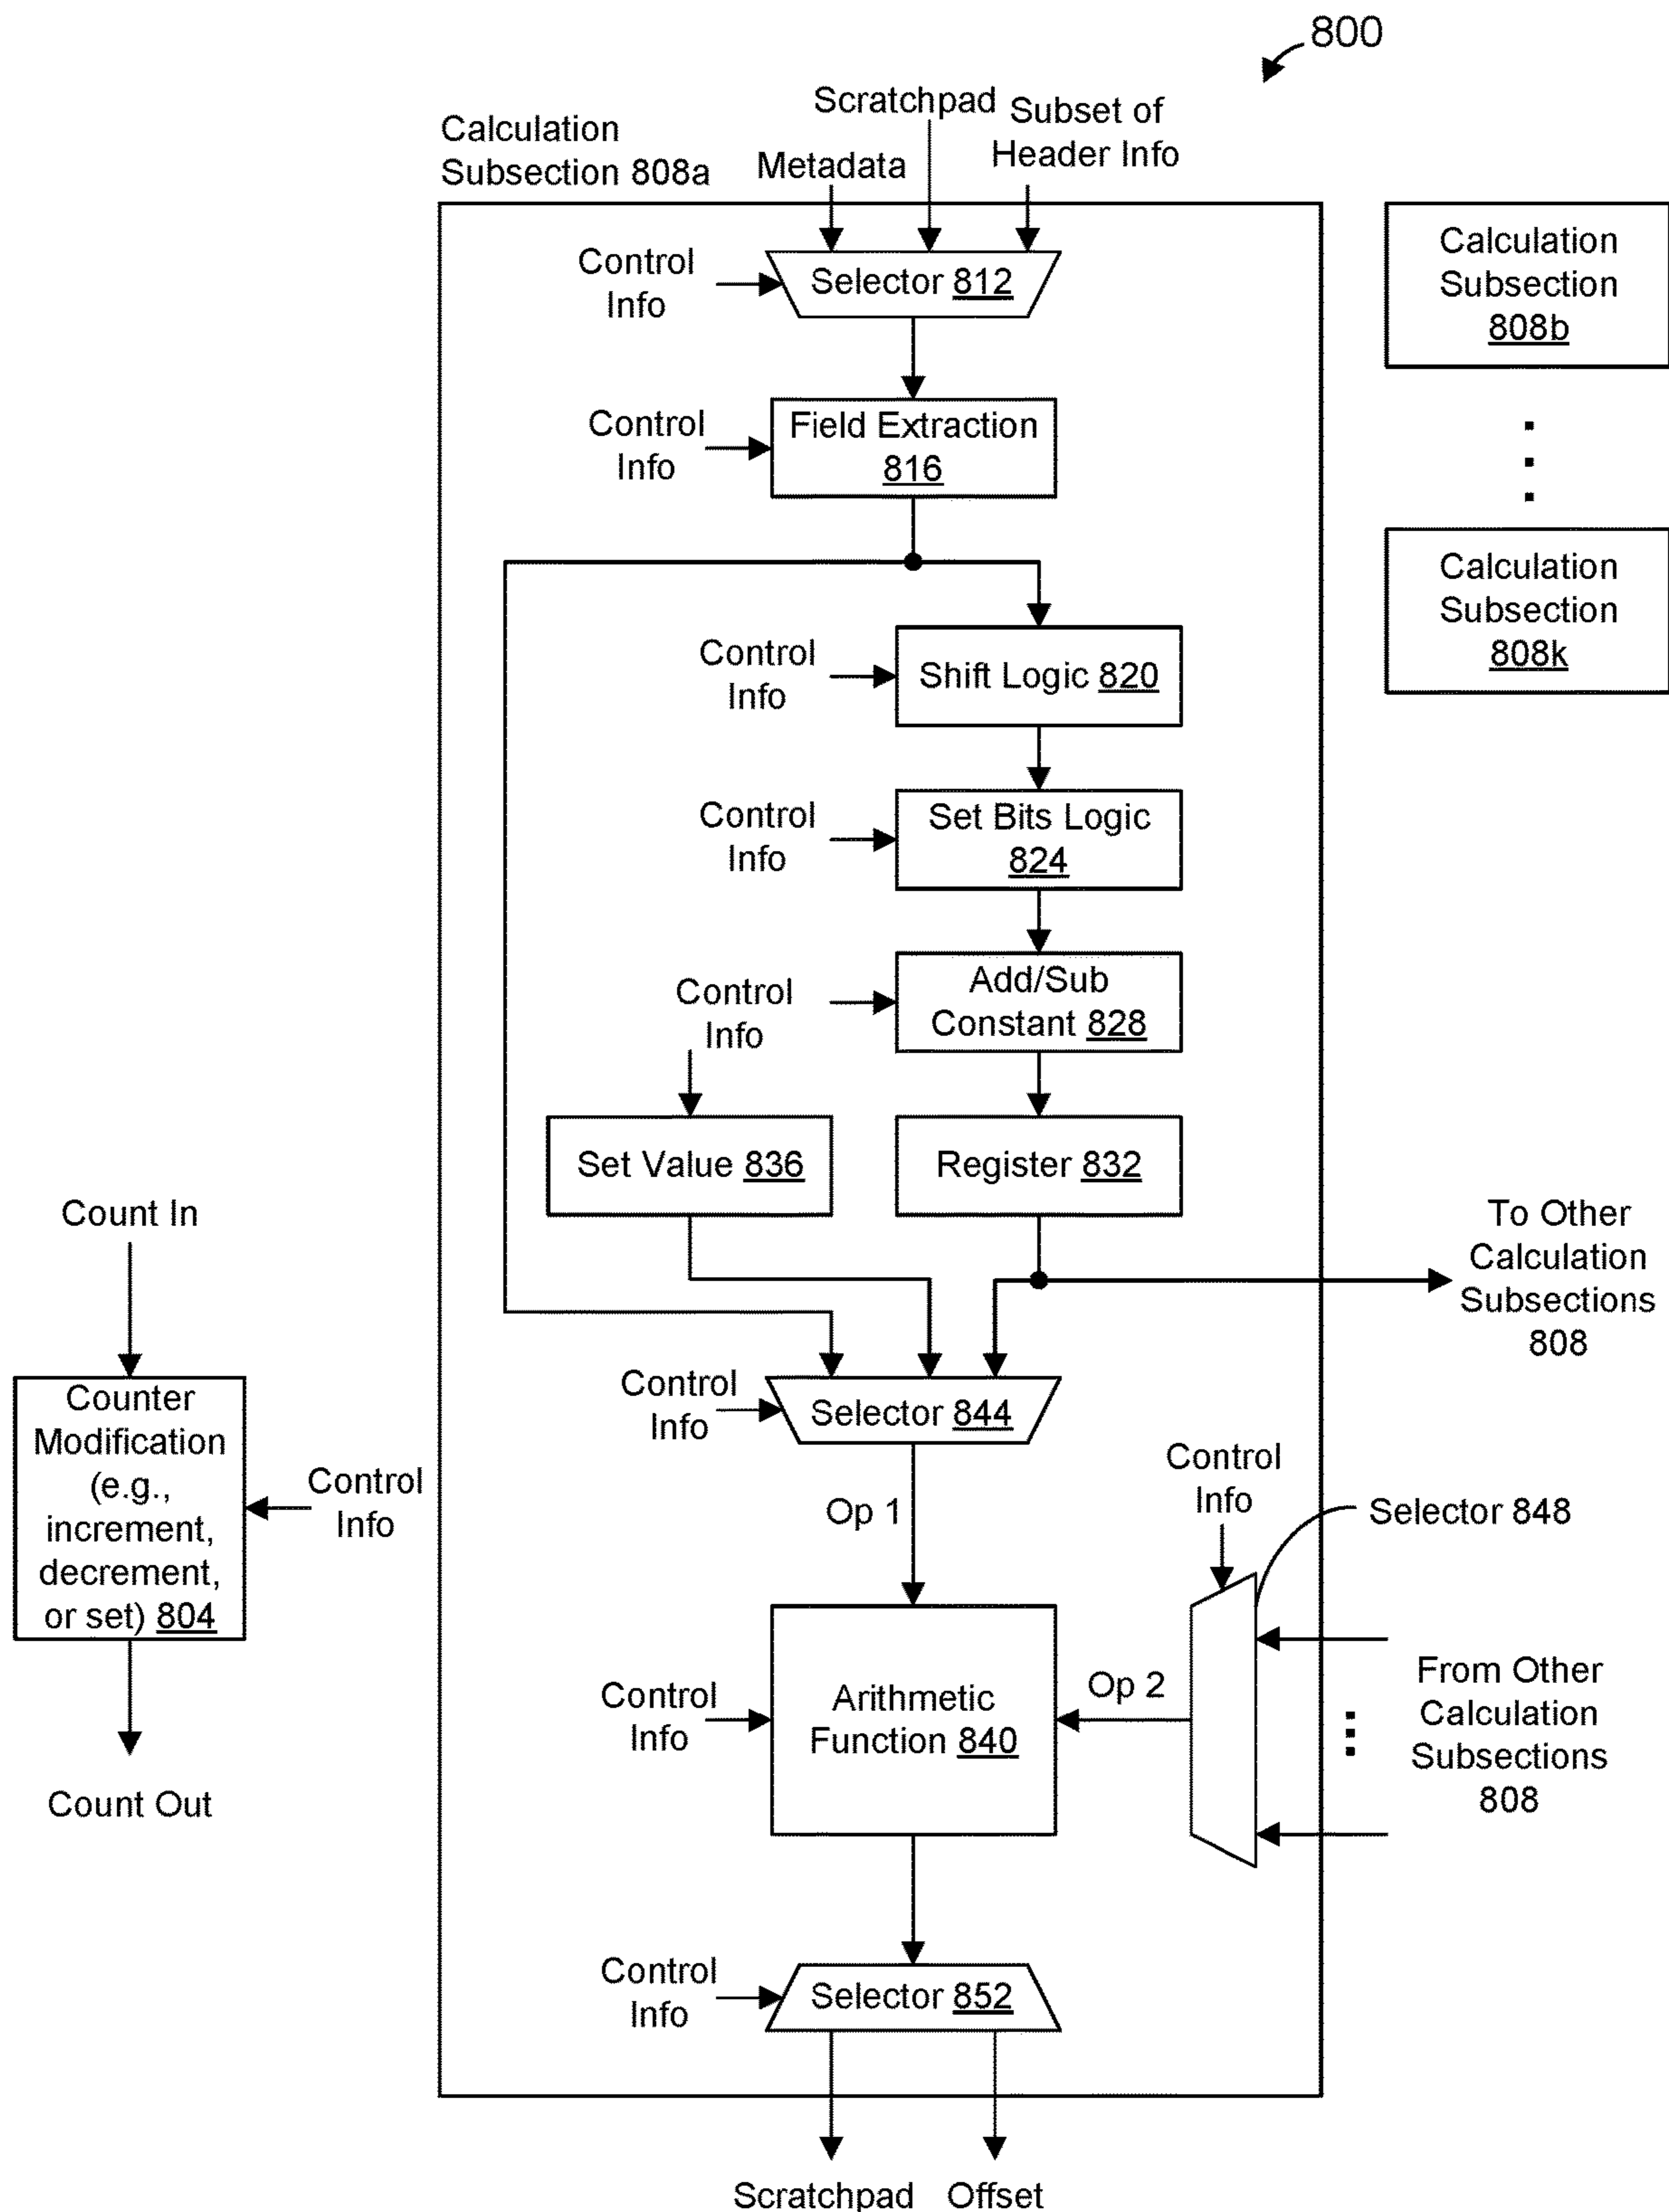 800
Scratchpad
Subset of
Header Info
Calculation
Subsection 808a
Metadata
Control
Info
Selector 812
Calculation
Subsection
808b
Control
Info
Field Extraction
816
Calculation
Subsection
808k
Control
Info
Shift Logic 820
Control
Info
Set Bits Logic
824
Control
Info
Add/Sub
Constant 828
Set Value 836
Register 832
To Other
Calculation
Subsections
808
Count In
Counter
Modification
(e.g.,
increment,
decrement,
or set) 804
Control
Info
Count Out
Control
Info
Selector 844
Op 1
Control
Info
Selector 848
Control
Info
Arithmetic
Function 840
Op 2
From Other
Calculation
Subsections
808
Control
Info
Selector 852
Scratchpad
Offset